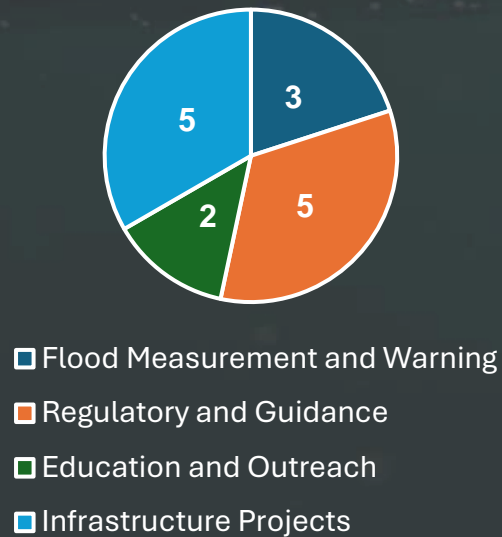 3
5
5
2
Flood Measurement and Warning
Regulatory and Guidance
Education and Outreach
Infrastructure Projects